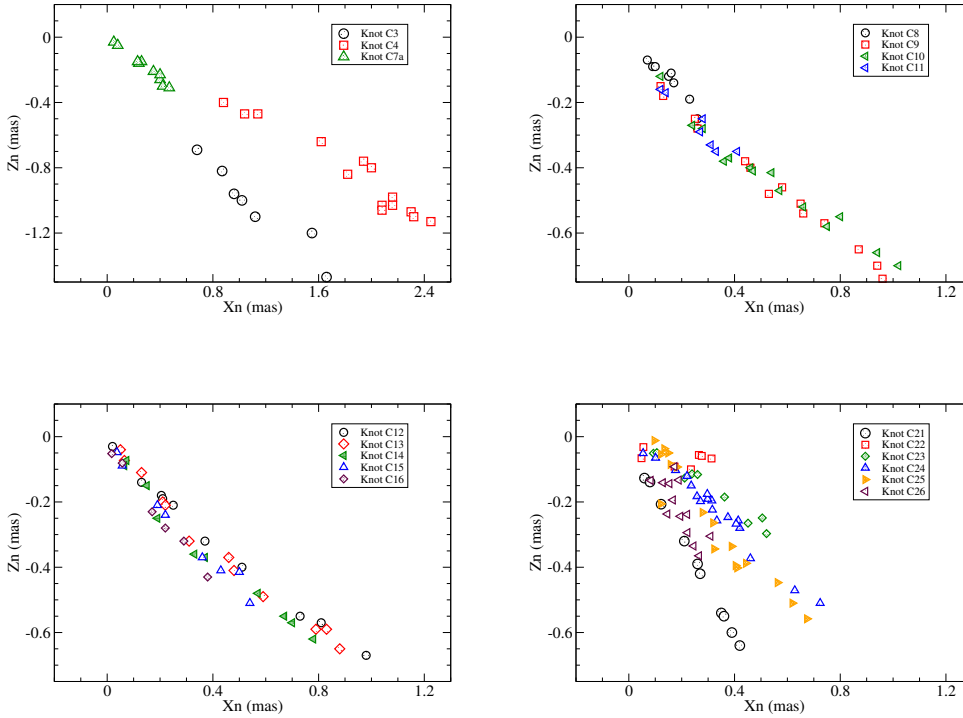 Knot C3
Knot C4
Knot C7a
0
-0.4
-0.8
-1.2
Zn (mas)
0
0.8
1.6
2.4
Xn (mas)
Knot C8
Knot C9
Knot C10
Knot C11
0
-0.2
-0.4
-0.6
Zn (mas)
0
0.4
0.8
1.2
Xn (mas)
Knot C12
Knot C13
Knot C14
Knot C15
Knot C16
0
-0.2
-0.4
-0.6
Zn (mas)
0
0.4
0.8
1.2
Xn (mas)
Knot C21
Knot C22
Knot C23
Knot C24
Knot C25
Knot C26
0
-0.2
-0.4
-0.6
Zn (mas)
0
0.4
0.8
1.2
Xn (mas)